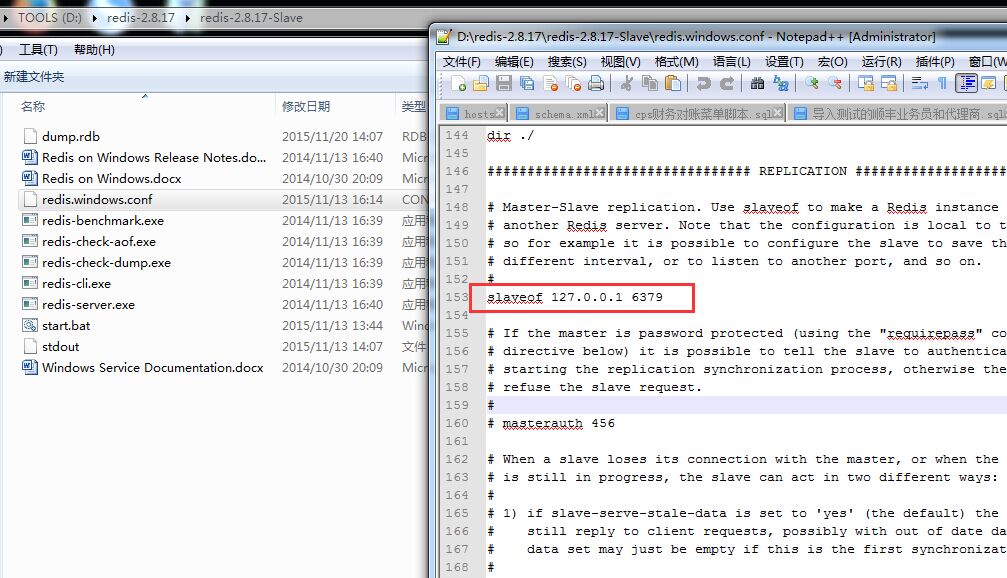 TOOLS (D:) ▸ redis-2.8.17 ▸ redis-2.8.17-Slave
工具(T) 帮助(H)
新建文件夹
名称 修改日期 类型
dump.rdb 2015/11/20 14:07 RDB
Redis on Windows Release Notes.do... 2015/11/13 16:40 Micr
Redis on Windows.docx 2014/10/30 20:09 Micr
redis.windows.conf 2015/11/13 16:14 CON
redis-benchmark.exe 2015/11/13 16:39 应用
redis-check-aof.exe 2015/11/13 16:39 应用
redis-check-dump.exe 2015/11/13 16:39 应用
redis-cli.exe 2015/11/13 16:39 应用
redis-server.exe 2015/11/13 16:40 应用
start.bat 2015/11/13 13:44 Wind
stdout 2015/11/13 14:07 文件
Windows Service Documentation.docx 2014/10/30 20:09 Micr
D:\redis-2.8.17\redis-2.8.17-Slave\redis.windows.conf - Notepad++ [Administrator]
文件(F) 编辑(E) 搜索(S) 视图(V) 格式(M) 语言(L) 设置(T) 宏(O) 运行(R) 插件(P) 窗口(W
hosts schema.xml cps财务对账菜单脚本.sql 导入测试的顺丰业务员和代理商.sql
144 dir ./
145
146 ################################ REPLICATION ###################
147
148 # Master-Slave replication. Use slaveof to make a Redis instance
149 # another Redis server. Note that the configuration is local to t
150 # so for example it is possible to configure the slave to save th
151 # different interval, or to listen to another port, and so on.
152 #
153 slaveof 127.0.0.1 6379
154
155 # If the master is password protected (using the "requirepass" co
156 # directive below) it is possible to tell the slave to authentica
157 # starting the replication synchronization process, otherwise the
158 # refuse the slave request.
159 #
160 # masterauth 456
161
162 # When a slave loses its connection with the master, or when the
163 # is still in progress, the slave can act in two different ways:
164 #
165 # 1) if slave-serve-stale-data is set to 'yes' (the default) the
166 #    still reply to client requests, possibly with out of date da
167 #    data set may just be empty if this is the first synchronizat
168 #